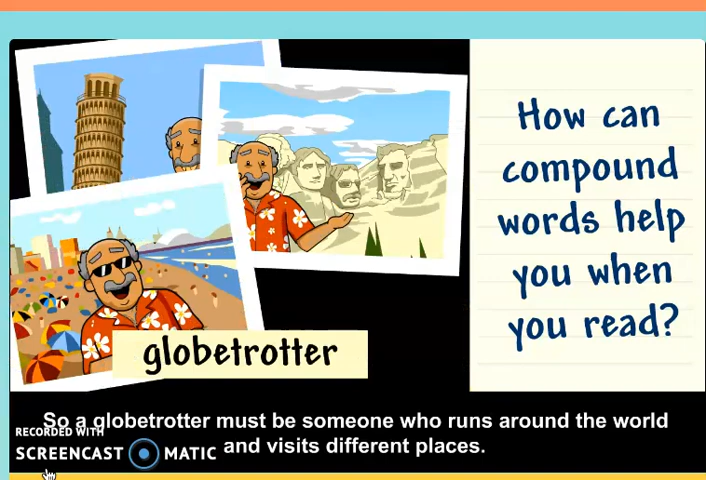 How can
compound
words help
you when
you read?
globetrotter
So a globetrotter must be someone who runs around the world
and visits different places.
RECORDED WITH
SCREENCAST MATIC